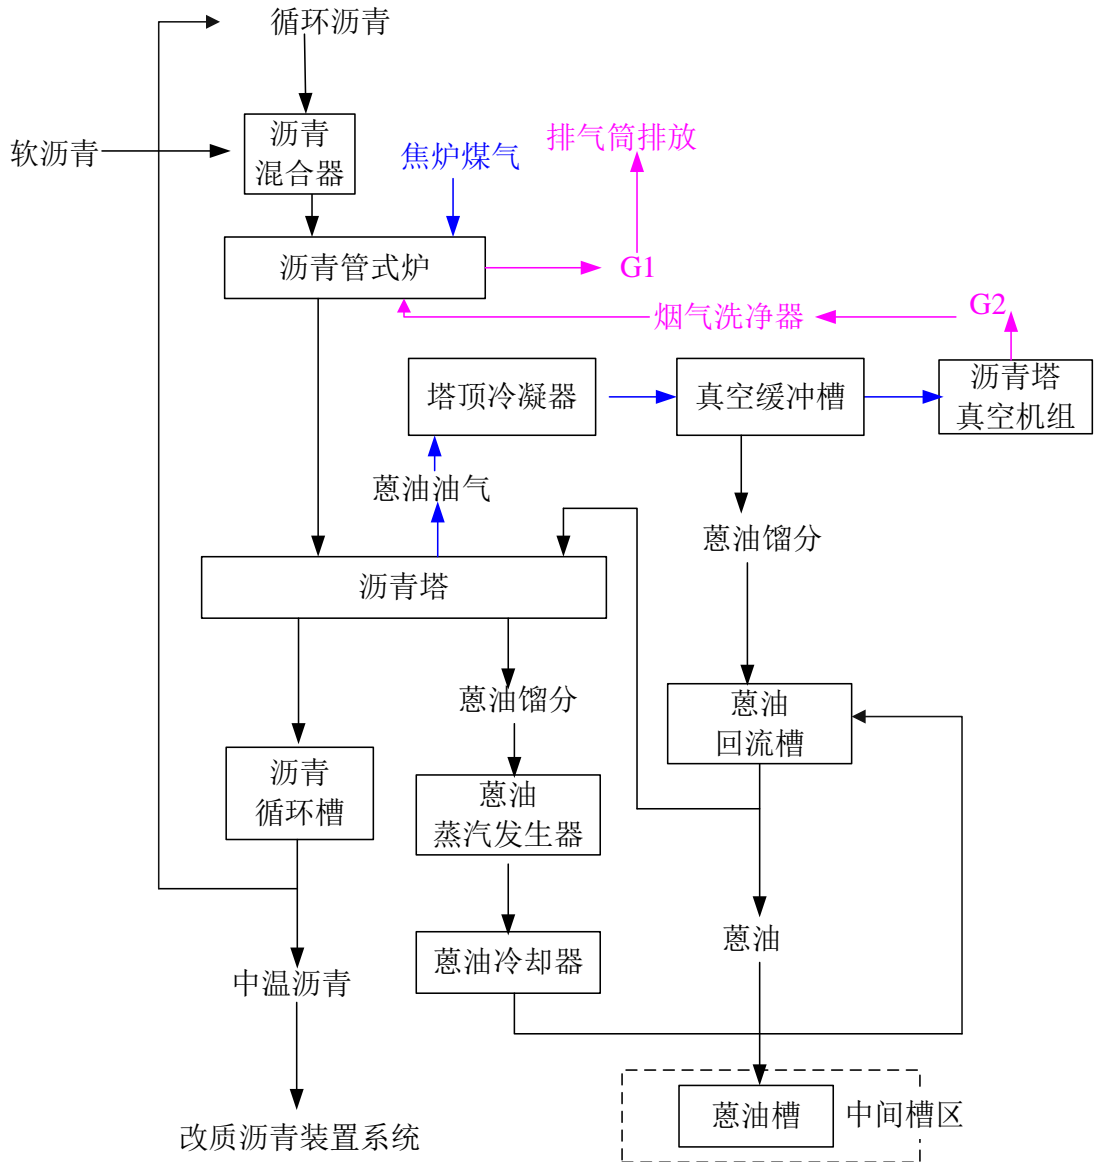 循环沥青
软沥青
沥青
混合器
焦炉煤气
排气筒排放
沥青管式炉
G1
烟气洗净器
G2
塔顶冷凝器
真空缓冲槽
沥青塔
真空机组
蒽油油气
蒽油馏分
沥青塔
蒽油馏分
蒽油
回流槽
沥青
循环槽
蒽油
蒸汽发生器
蒽油
蒽油冷却器
中温沥青
蒽油槽
中间槽区
改质沥青装置系统